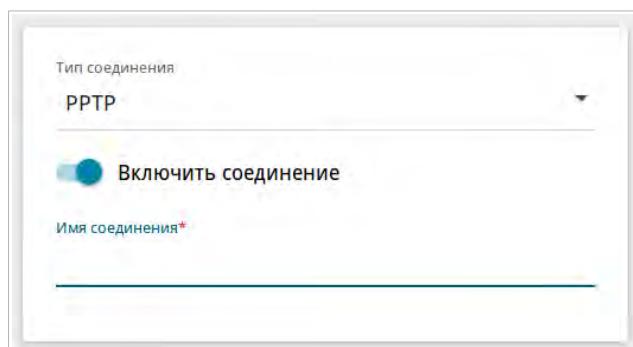 Тип соединения
PPTP
Включить соединение
Имя соединения*